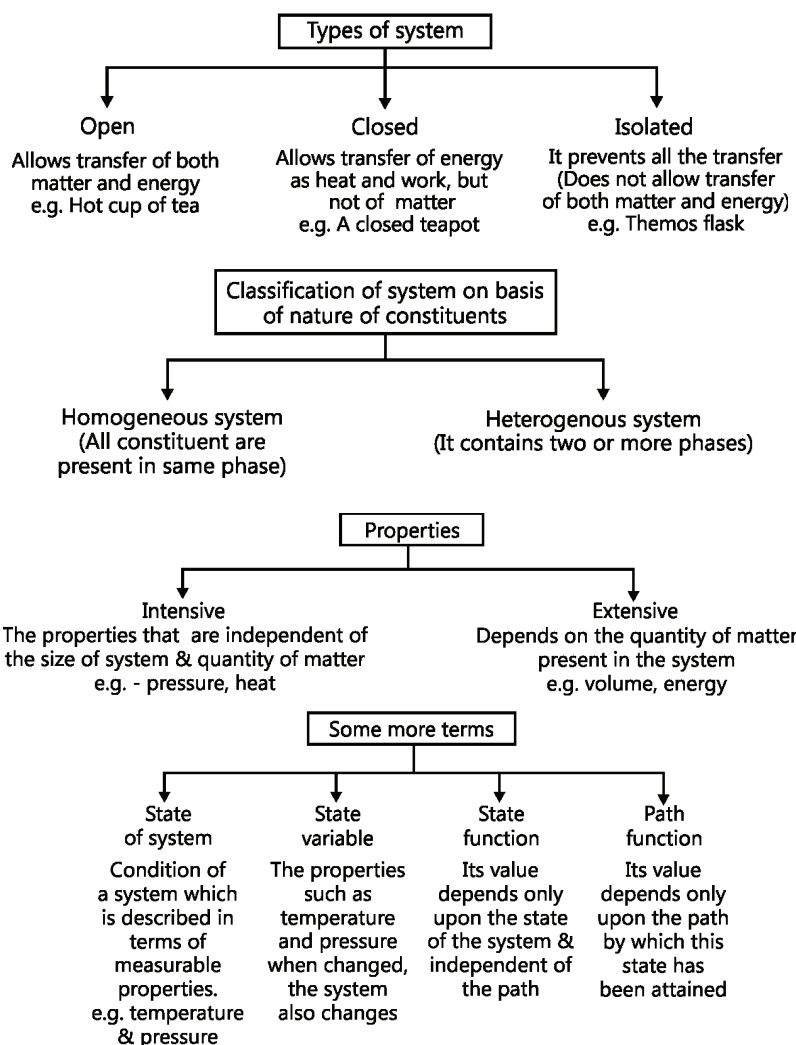 Types of system
Open
Allows transfer of both
matter and energy
e.g. Hot cup of tea
Closed
Allows transfer of energy
as heat and work, but
not of matter
e.g. A closed teapot
Isolated
It prevents all the transfer
(Does not allow transfer
of both matter and energy)
e.g. Themos flask
Classification of system on basis
of nature of constituents
Homogeneous system
(All constituent are
present in same phase)
Heterogenous system
(It contains two or more phases)
Properties
Intensive
The properties that are independent of
the size of system & quantity of matter
e.g. - pressure, heat
Extensive
Depends on the quantity of matter
present in the system
e.g. volume, energy
Some more terms
State
of system
Condition of
a system which
is described in
terms of
measurable
properties.
e.g. temperature
& pressure
State
variable
The properties
such as
temperature
and pressure
when changed,
the system
also changes
State
function
Its value
depends only
upon the state
of the system &
independent of
the path
Path
function
Its value
depends only
upon the path
by which this
state has
been attained